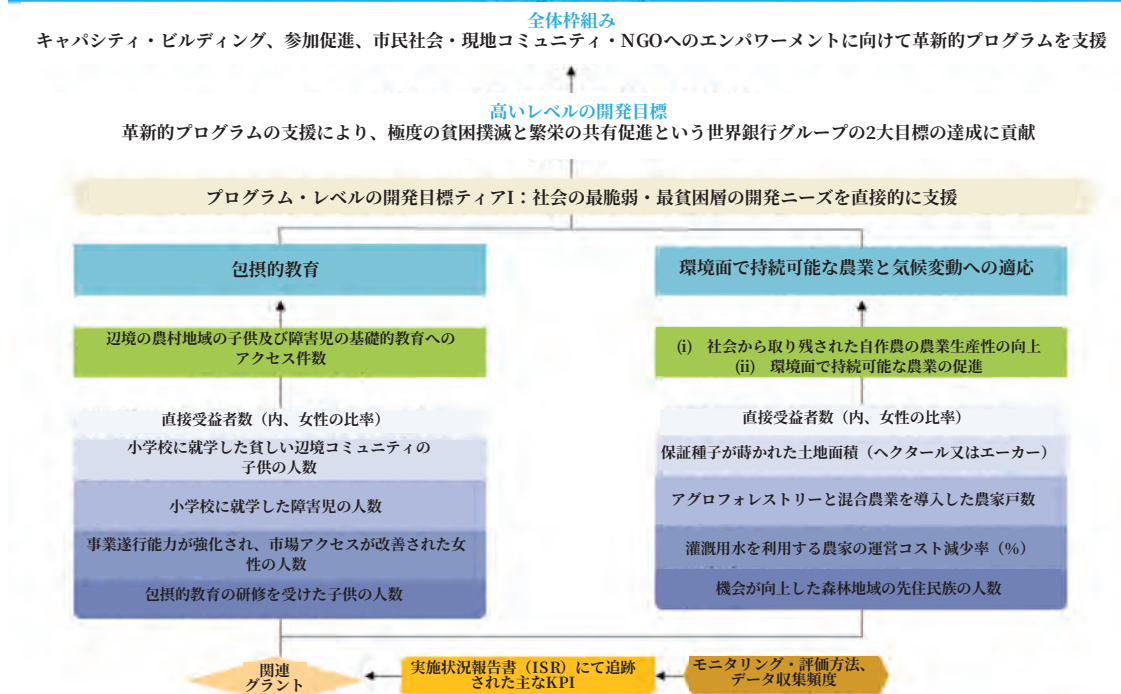 全体枠組み
キャパシティ・ビルディング、参加促進、市民社会・現地コミュニティ・NGOへのエンパワーメントに向けて革新的プログラムを支援
高いレベルの開発目標
革新的プログラムの支援により、極度の貧困撲滅と繁栄の共有促進という世界銀行グループの2大目標の達成に貢献
プログラム・レベルの開発目標ティアI：社会の最脆弱・最貧困層の開発ニーズを直接的に支援
包摂的教育
辺境の農村地域の子供及び障害児の基礎的教育への
アクセス件数
直接受益者数（内、女性の比率）
小学校に就学した貧しい辺境コミュニティの
子供の人数
小学校に就学した障害児の人数
事業遂行能力が強化され、市場アクセスが改善された女
性の人数
包摂的教育の研修を受けた子供の人数
環境面で持続可能な農業と気候変動への適応
(i) 社会から取り残された自作農の農業生産性の向上
(ii) 環境面で持続可能な農業の促進
直接受益者数（内、女性の比率）
保証種子が蒔かれた土地面積（ヘクタール又はエーカー）
アグロフォレストリーと混合農業を導入した農家戸数
灌漑用水を利用する農家の運営コスト減少率（%）
機会が向上した森林地域の先住民族の人数
関連
グラント
実施状況報告書（ISR）にて追跡
された主なKPI
モニタリング・評価方法、
データ収集頻度